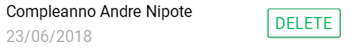 Compleanno Andre Nipote
DELETE
23/06/2018